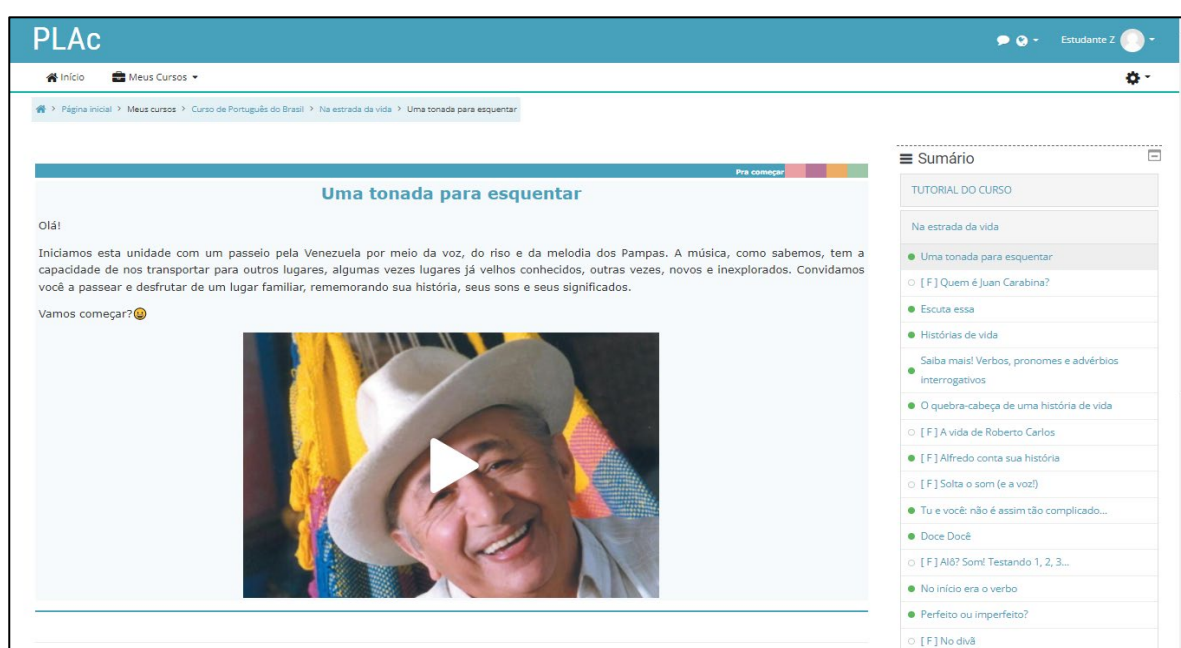 PLAc
Estudante Z
Início
Meus Cursos
Página inicial > Meus cursos > Curso de Português do Brasil > Na estrada da vida > Uma tonada para esquentar
Pra começar
Uma tonada para esquentar
Olá!
Iniciamos esta unidade com um passeio pela Venezuela por meio da voz, do riso e da melodia dos Pampas. A música, como sabemos, tem a
capacidade de nos transportar para outros lugares, algumas vezes lugares já velhos conhecidos, outras vezes, novos e inexplorados. Convidamos
você a passear e desfrutar de um lugar familiar, rememorando sua história, seus sons e seus significados.
Vamos começar?😀
Sumário
TUTORIAL DO CURSO
Na estrada da vida
Uma tonada para esquentar
[ F ] Quem é Juan Carabina?
Escuta essa
Histórias de vida
Saiba mais! Verbos, pronomes e advérbios
interrogativos
O quebra-cabeça de uma história de vida
[ F ] A vida de Roberto Carlos
[ F ] Alfredo conta sua história
[ F ] Solta o som (e a voz!)
Tu e você: não é assim tão complicado...
Doce Docê
[ F ] Alô? Som! Testando 1, 2, 3...
No início era o verbo
Perfeito ou imperfeito?
[ F ] No divã